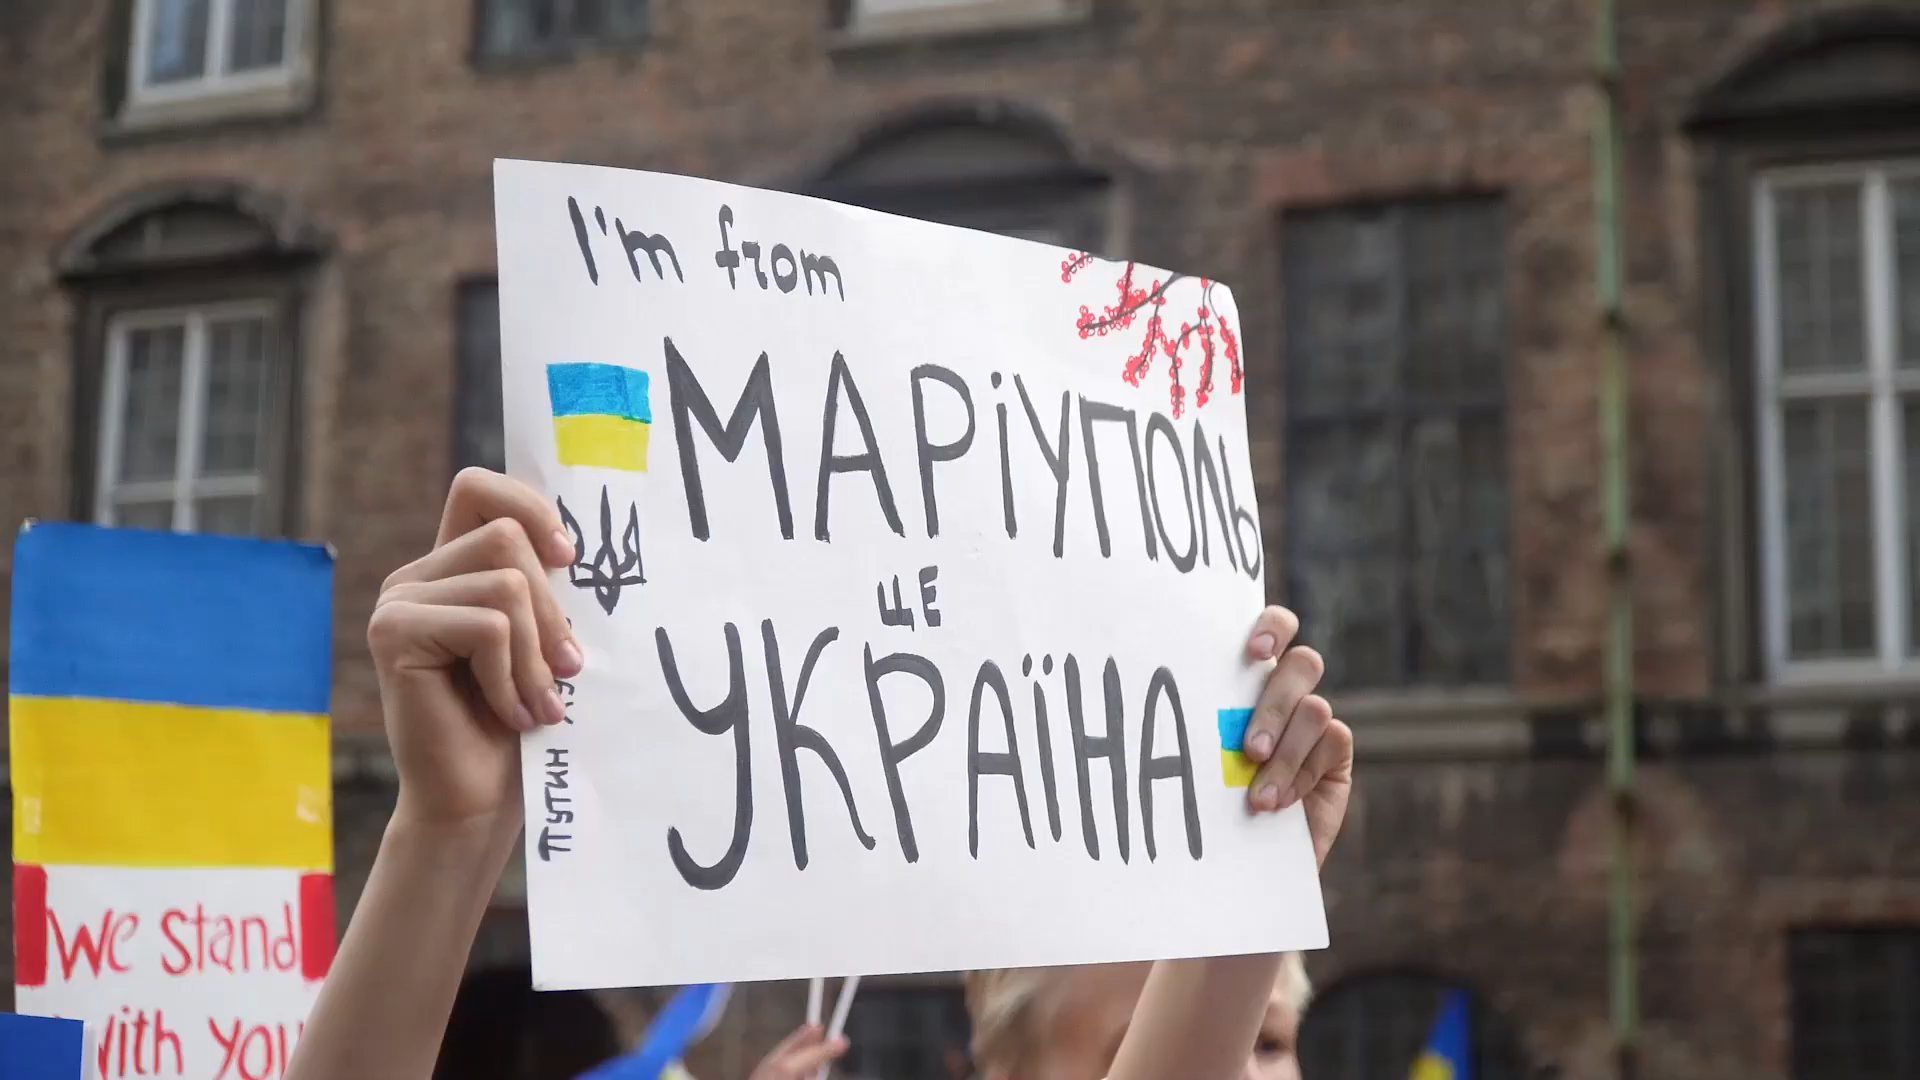 I'm from
МАРіУПОЛЬ
ЦЕ
УКРАЇНА
ПУТИН
We stand
with you